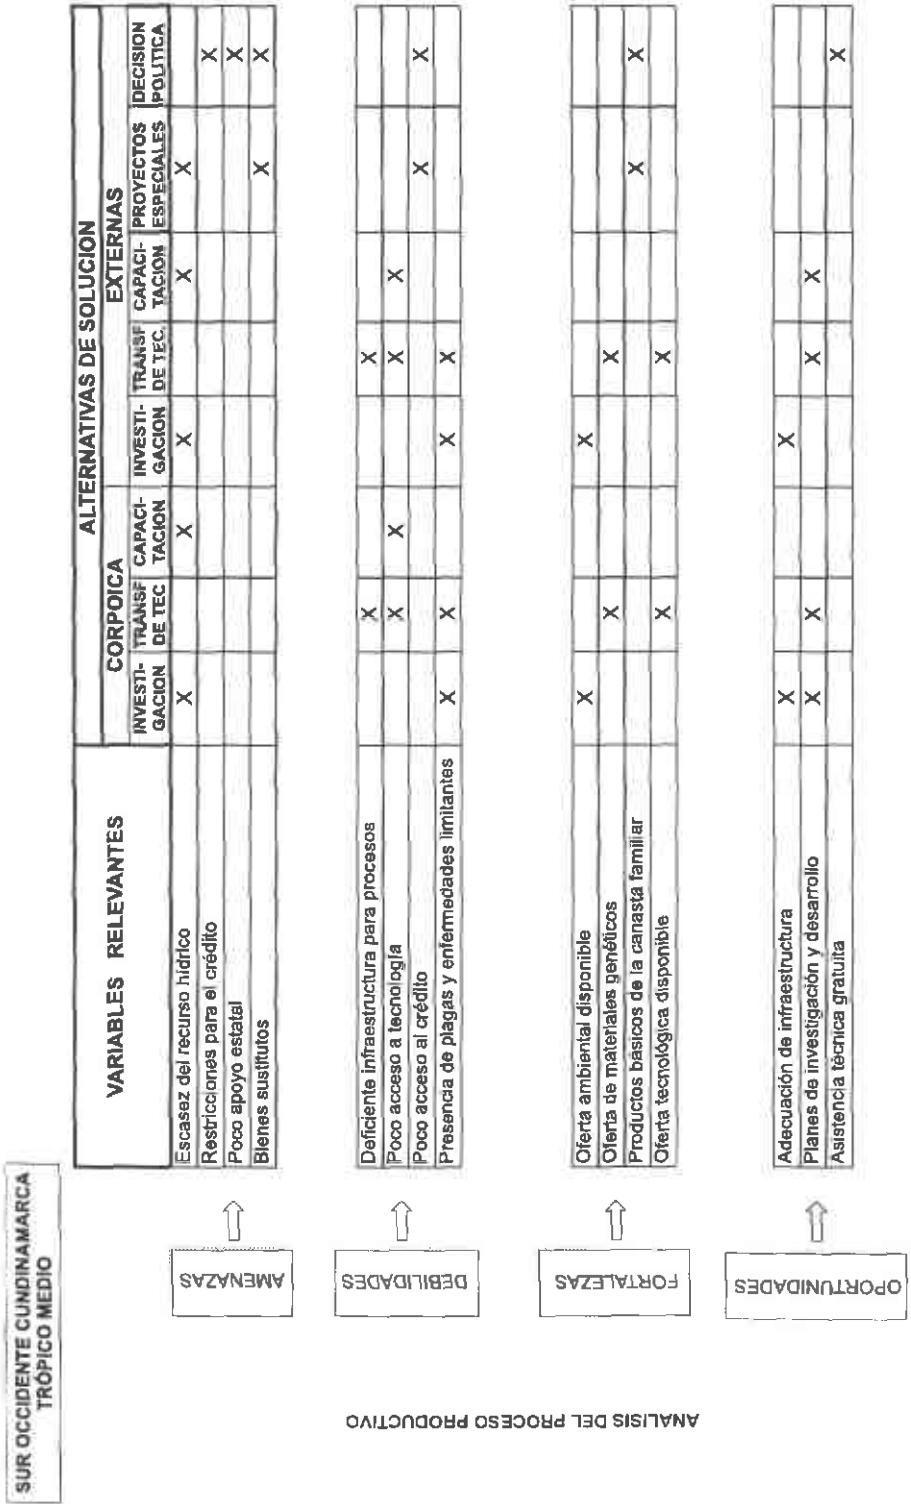 SUR OCCIDENTE CUNDINAMARCA
TRÓPICO MEDIO
ANALISIS DEL PROCESO PRODUCTIVO
VARIABLES RELEVANTES
ALTERNATIVAS DE SOLUCION
CORPOICA
EXTERNAS
INVESTI-
GACION
TRANSF
DE TEC
CAPACI-
TACION
INVESTI-
GACION
TRANSF
DE TEC.
CAPACI-
TACION
PROYECTOS
ESPECIALES
DECISION
POLITICA
AMENAZAS
Escasez del recurso hídrico X X X X X
Restricciones para el crédito X
Poco apoyo estatal X
Bienes sustitutos X X
DEBILIDADES
Deficiente infraestructura para procesos X X
Poco acceso a tecnología X X X X
Poco acceso al crédito X X
Presencia de plagas y enfermedades limitantes X X X X
FORTALEZAS
Oferta ambiental disponible X X
Oferta de materiales genéticos X X
Productos básicos de la canasta familiar X X
Oferta tecnológica disponible X X
OPORTUNIDADES
Adecuación de infraestructura X X
Planes de investigación y desarrollo X X X X
Asistencia técnica gratuita X